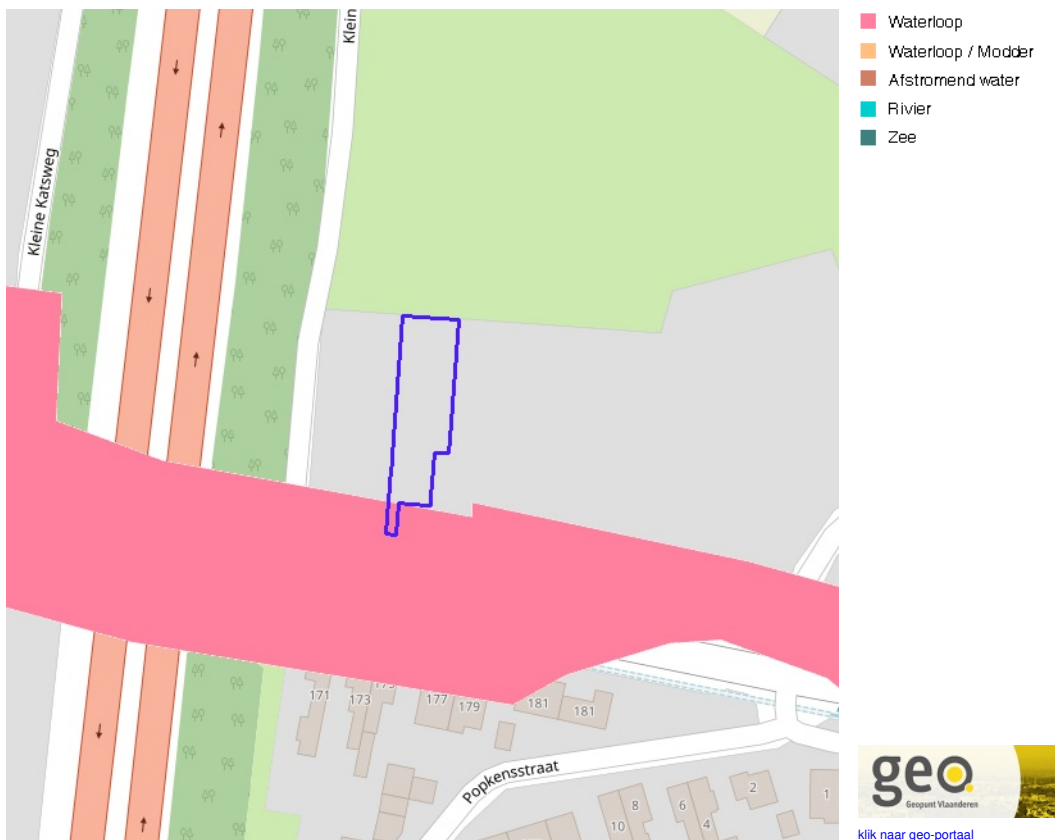 Waterloop
Waterloop / Modder
Afstromend water
Rivier
Zee
Klein
Kleine Katsweg
171
173
177
179
181
181
Popkensstraat
10
8
6
4
2
1
geo
Geopunt Vlaanderen
klik naar geo-portaal